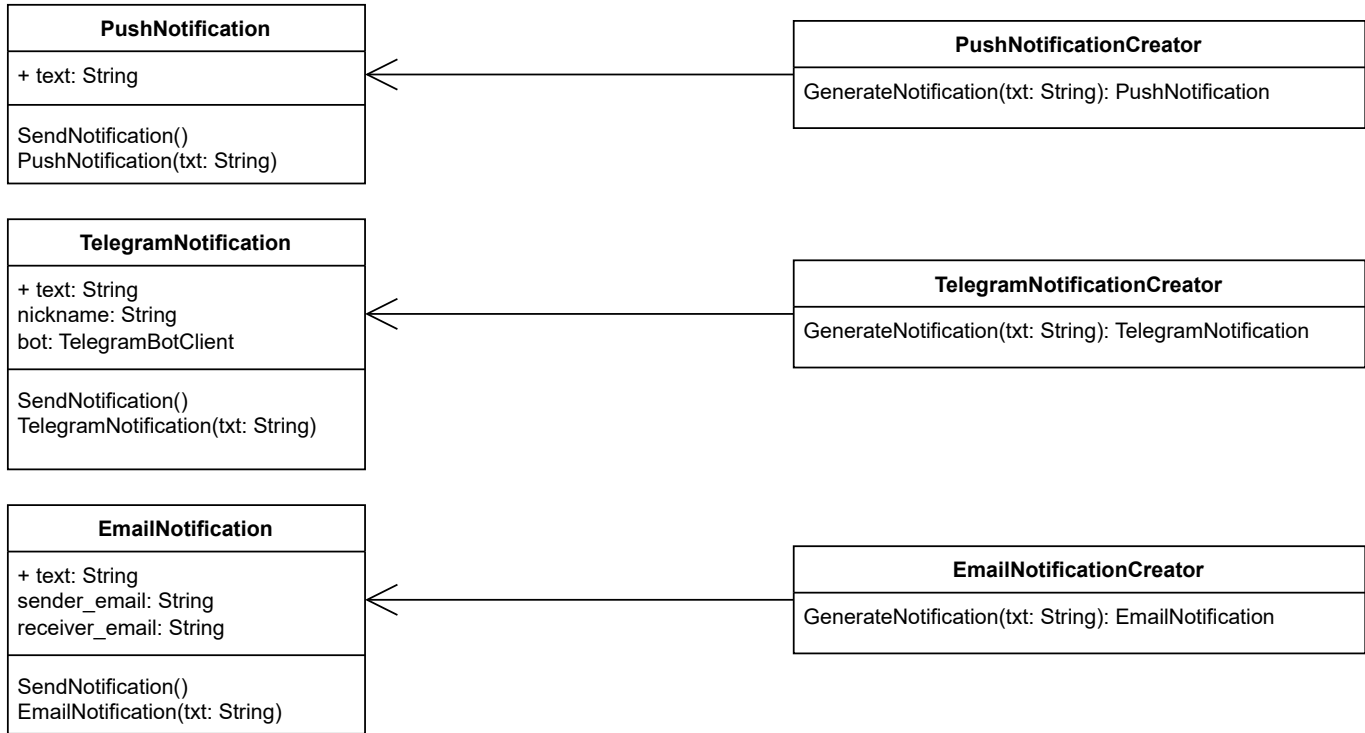 PushNotification
+ text: String
SendNotification()
PushNotification(txt: String)
PushNotificationCreator
GenerateNotification(txt: String): PushNotification
TelegramNotification
+ text: String
nickname: String
bot: TelegramBotClient
SendNotification()
TelegramNotification(txt: String)
TelegramNotificationCreator
GenerateNotification(txt: String): TelegramNotification
EmailNotification
+ text: String
sender_email: String
receiver_email: String
SendNotification()
EmailNotification(txt: String)
EmailNotificationCreator
GenerateNotification(txt: String): EmailNotification